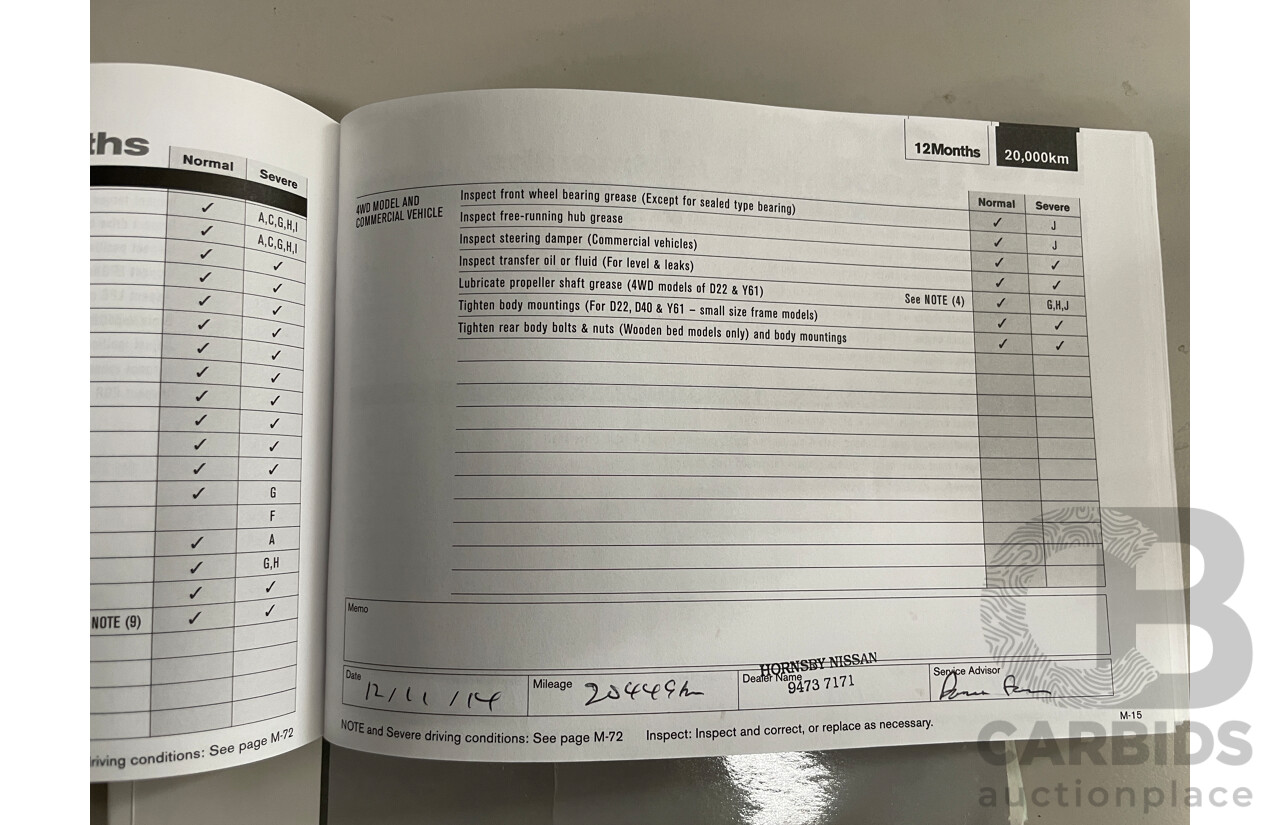 ths
Normal Severe
✓ A,C,G,H,I
✓ A,C,G,H,I
✓ ✓
✓ ✓
✓ ✓
✓ ✓
✓ ✓
✓ ✓
✓ ✓
✓ ✓
✓ ✓
✓ ✓
✓ G
F
✓ A
✓ G,H
✓ ✓
NOTE (9) ✓ ✓
riving conditions: See page M-72
12Months 20,000km
Normal Severe
4WD MODEL AND
COMMERCIAL VEHICLE
Inspect front wheel bearing grease (Except for sealed type bearing) ✓ J
Inspect free-running hub grease ✓ J
Inspect steering damper (Commercial vehicles) ✓ ✓
Inspect transfer oil or fluid (For level & leaks) ✓ ✓
Lubricate propeller shaft grease (4WD models of D22 & Y61) See NOTE (4) ✓ G,H,J
Tighten body mountings (For D22, D40 & Y61 – small size frame models) ✓ ✓
Tighten rear body bolts & nuts (Wooden bed models only) and body mountings ✓ ✓
Memo
Date 12/11/14
Mileage 20449km
HORNSBY NISSAN
Dealer Name
9473 7171
Service Advisor
NOTE and Severe driving conditions: See page M-72 Inspect: Inspect and correct, or replace as necessary.
M-15
CB
CARBIDS
auctionplace